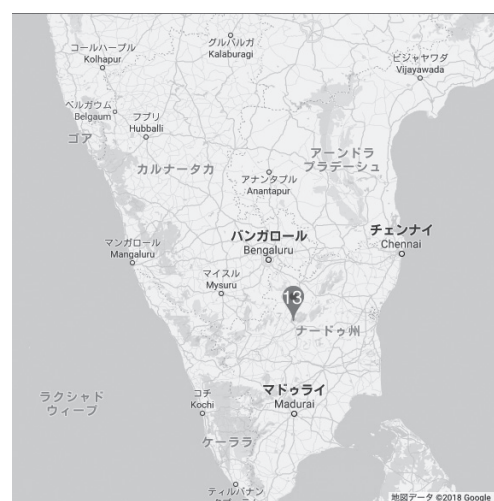 コールハープル
Kolhapur
グルバルガ
Kalaburagi
ビジャヤワダ
Vijayawada
ベルガウム
Belgaum
フブリ
Hubballi
ゴア
カルナータカ
アーンドラ
プラデーシュ
アナンタプル
Anantapur
バンガロール
Bengaluru
チェンナイ
Chennai
マンガロール
Mangaluru
マイスル
Mysuru
13
ナードゥ州
ラクシャド
ウィープ
コチ
Kochi
マドゥライ
Madurai
ケーララ
ティルバナン
地図データ ©2018 Google